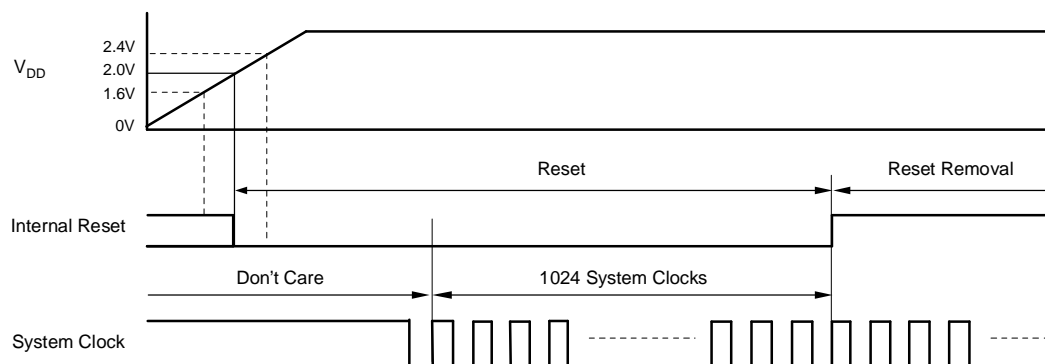 2.4V
V_DD
2.0V
1.6V
0V
Reset
Reset Removal
Internal Reset
Don't Care
1024 System Clocks
System Clock